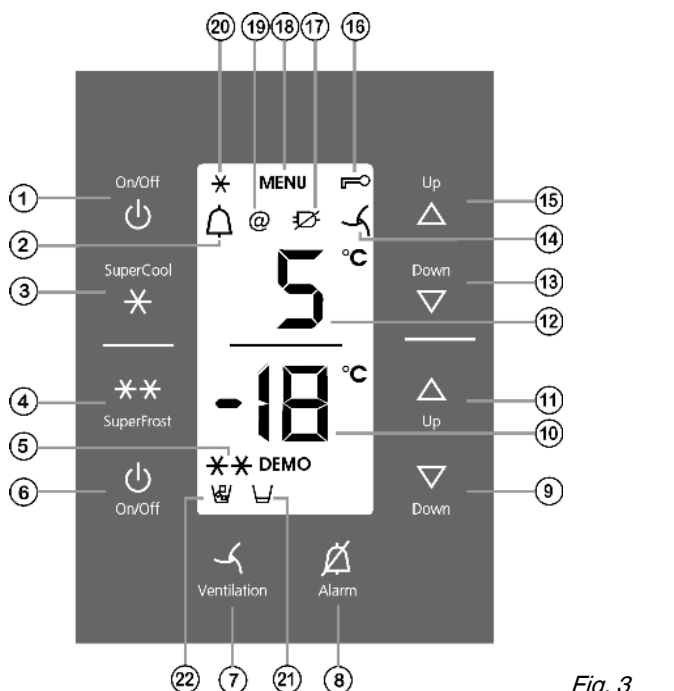 20 19 18 17 16
On/Off MENU Up
1 15
@
2 14
SuperCool °C Down
3 13
5 12
°C
4 11
SuperFrost -18 Up
5 10
DEMO
6 9
On/Off Down
Ventilation Alarm
22 7 21 8
Fig. 3